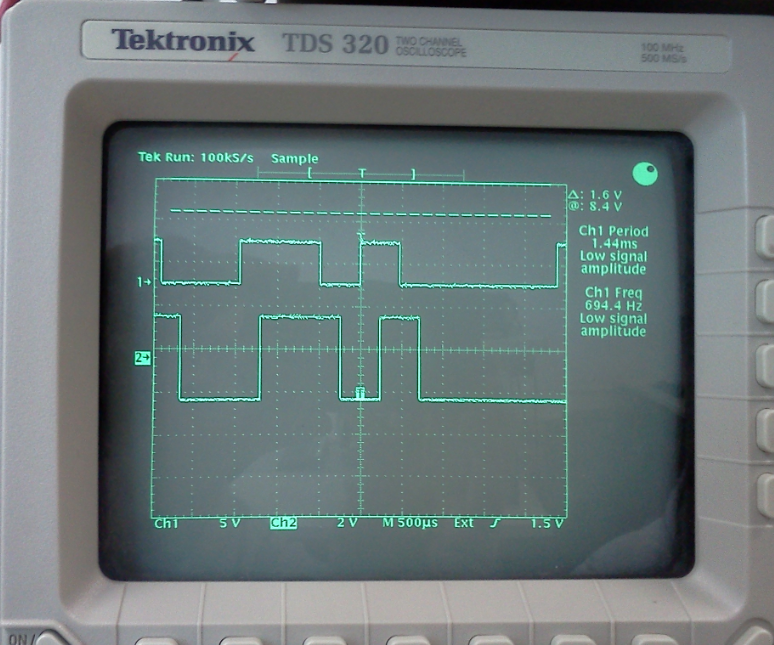 Tektronix TDS 320 TWO CHANNEL OSCILLOSCOPE 100 MHz 500 MS/s
Tek Run: 100kS/s Sample
[ T ]
Δ: 1.6 V
@: 8.4 V
Ch1 Period
1.44ms
Low signal
amplitude
1→
Ch1 Freq
694.4 Hz
Low signal
amplitude
2→
T
Ch1 5 V Ch2 2 V M 500µs Ext 1.5 V
ON/